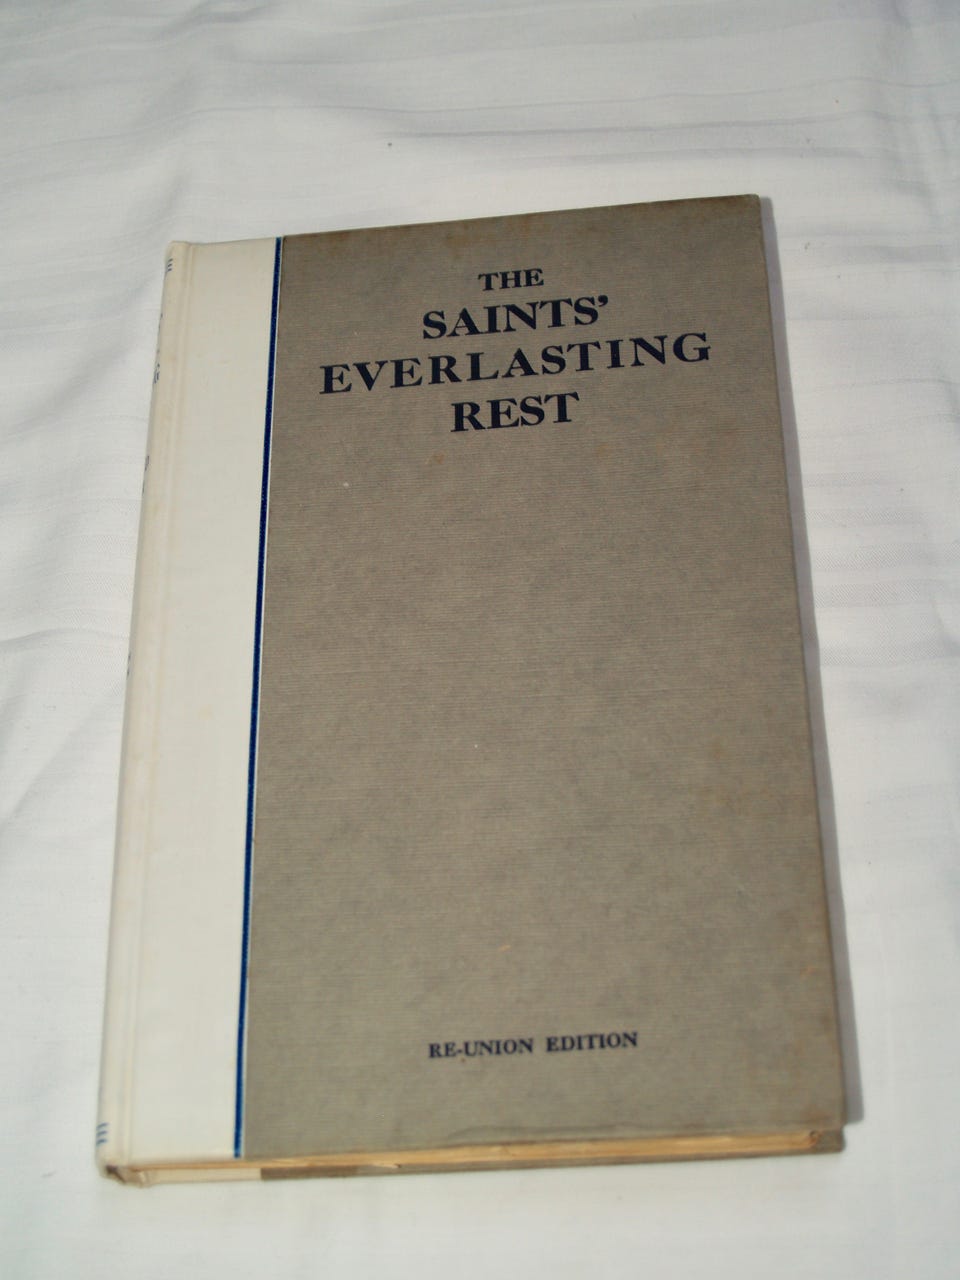 THE
SAINTS’
EVERLASTING
REST
RE-UNION EDITION